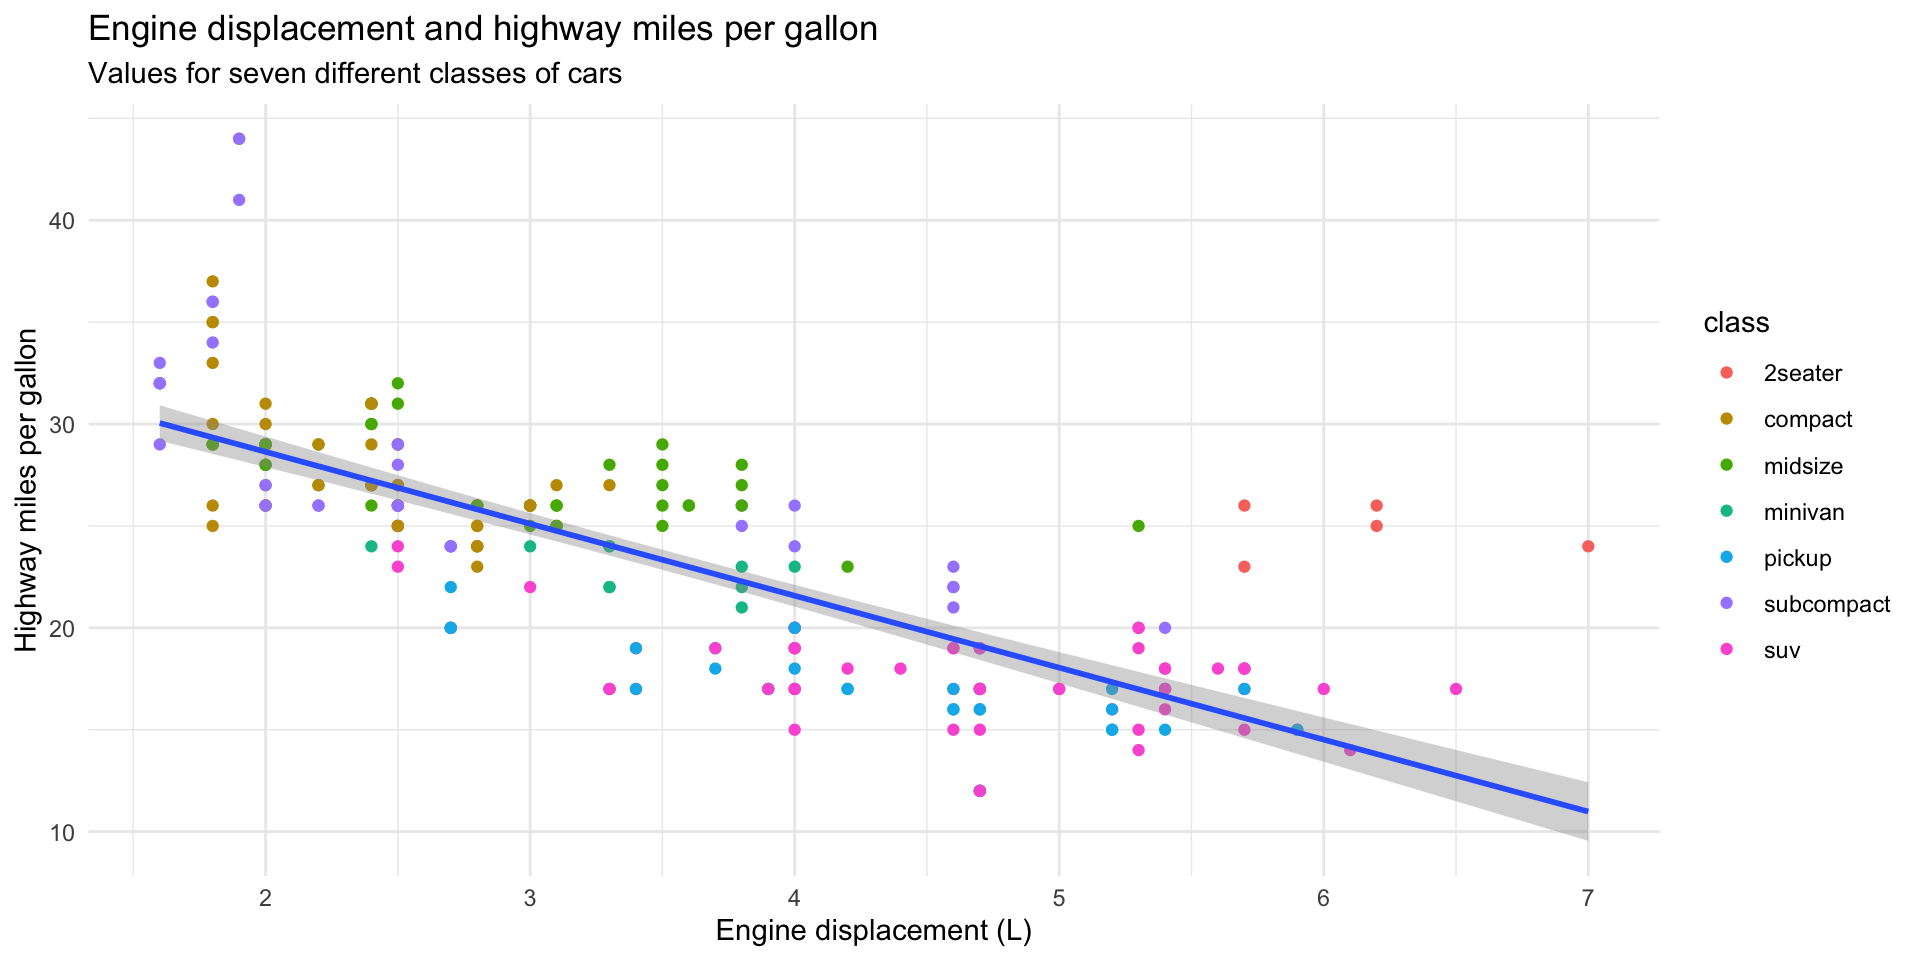 Engine displacement and highway miles per gallon
Values for seven different classes of cars
Highway miles per gallon
40
30
20
10
2
3
4
5
6
7
Engine displacement (L)
class
2seater
compact
midsize
minivan
pickup
subcompact
suv